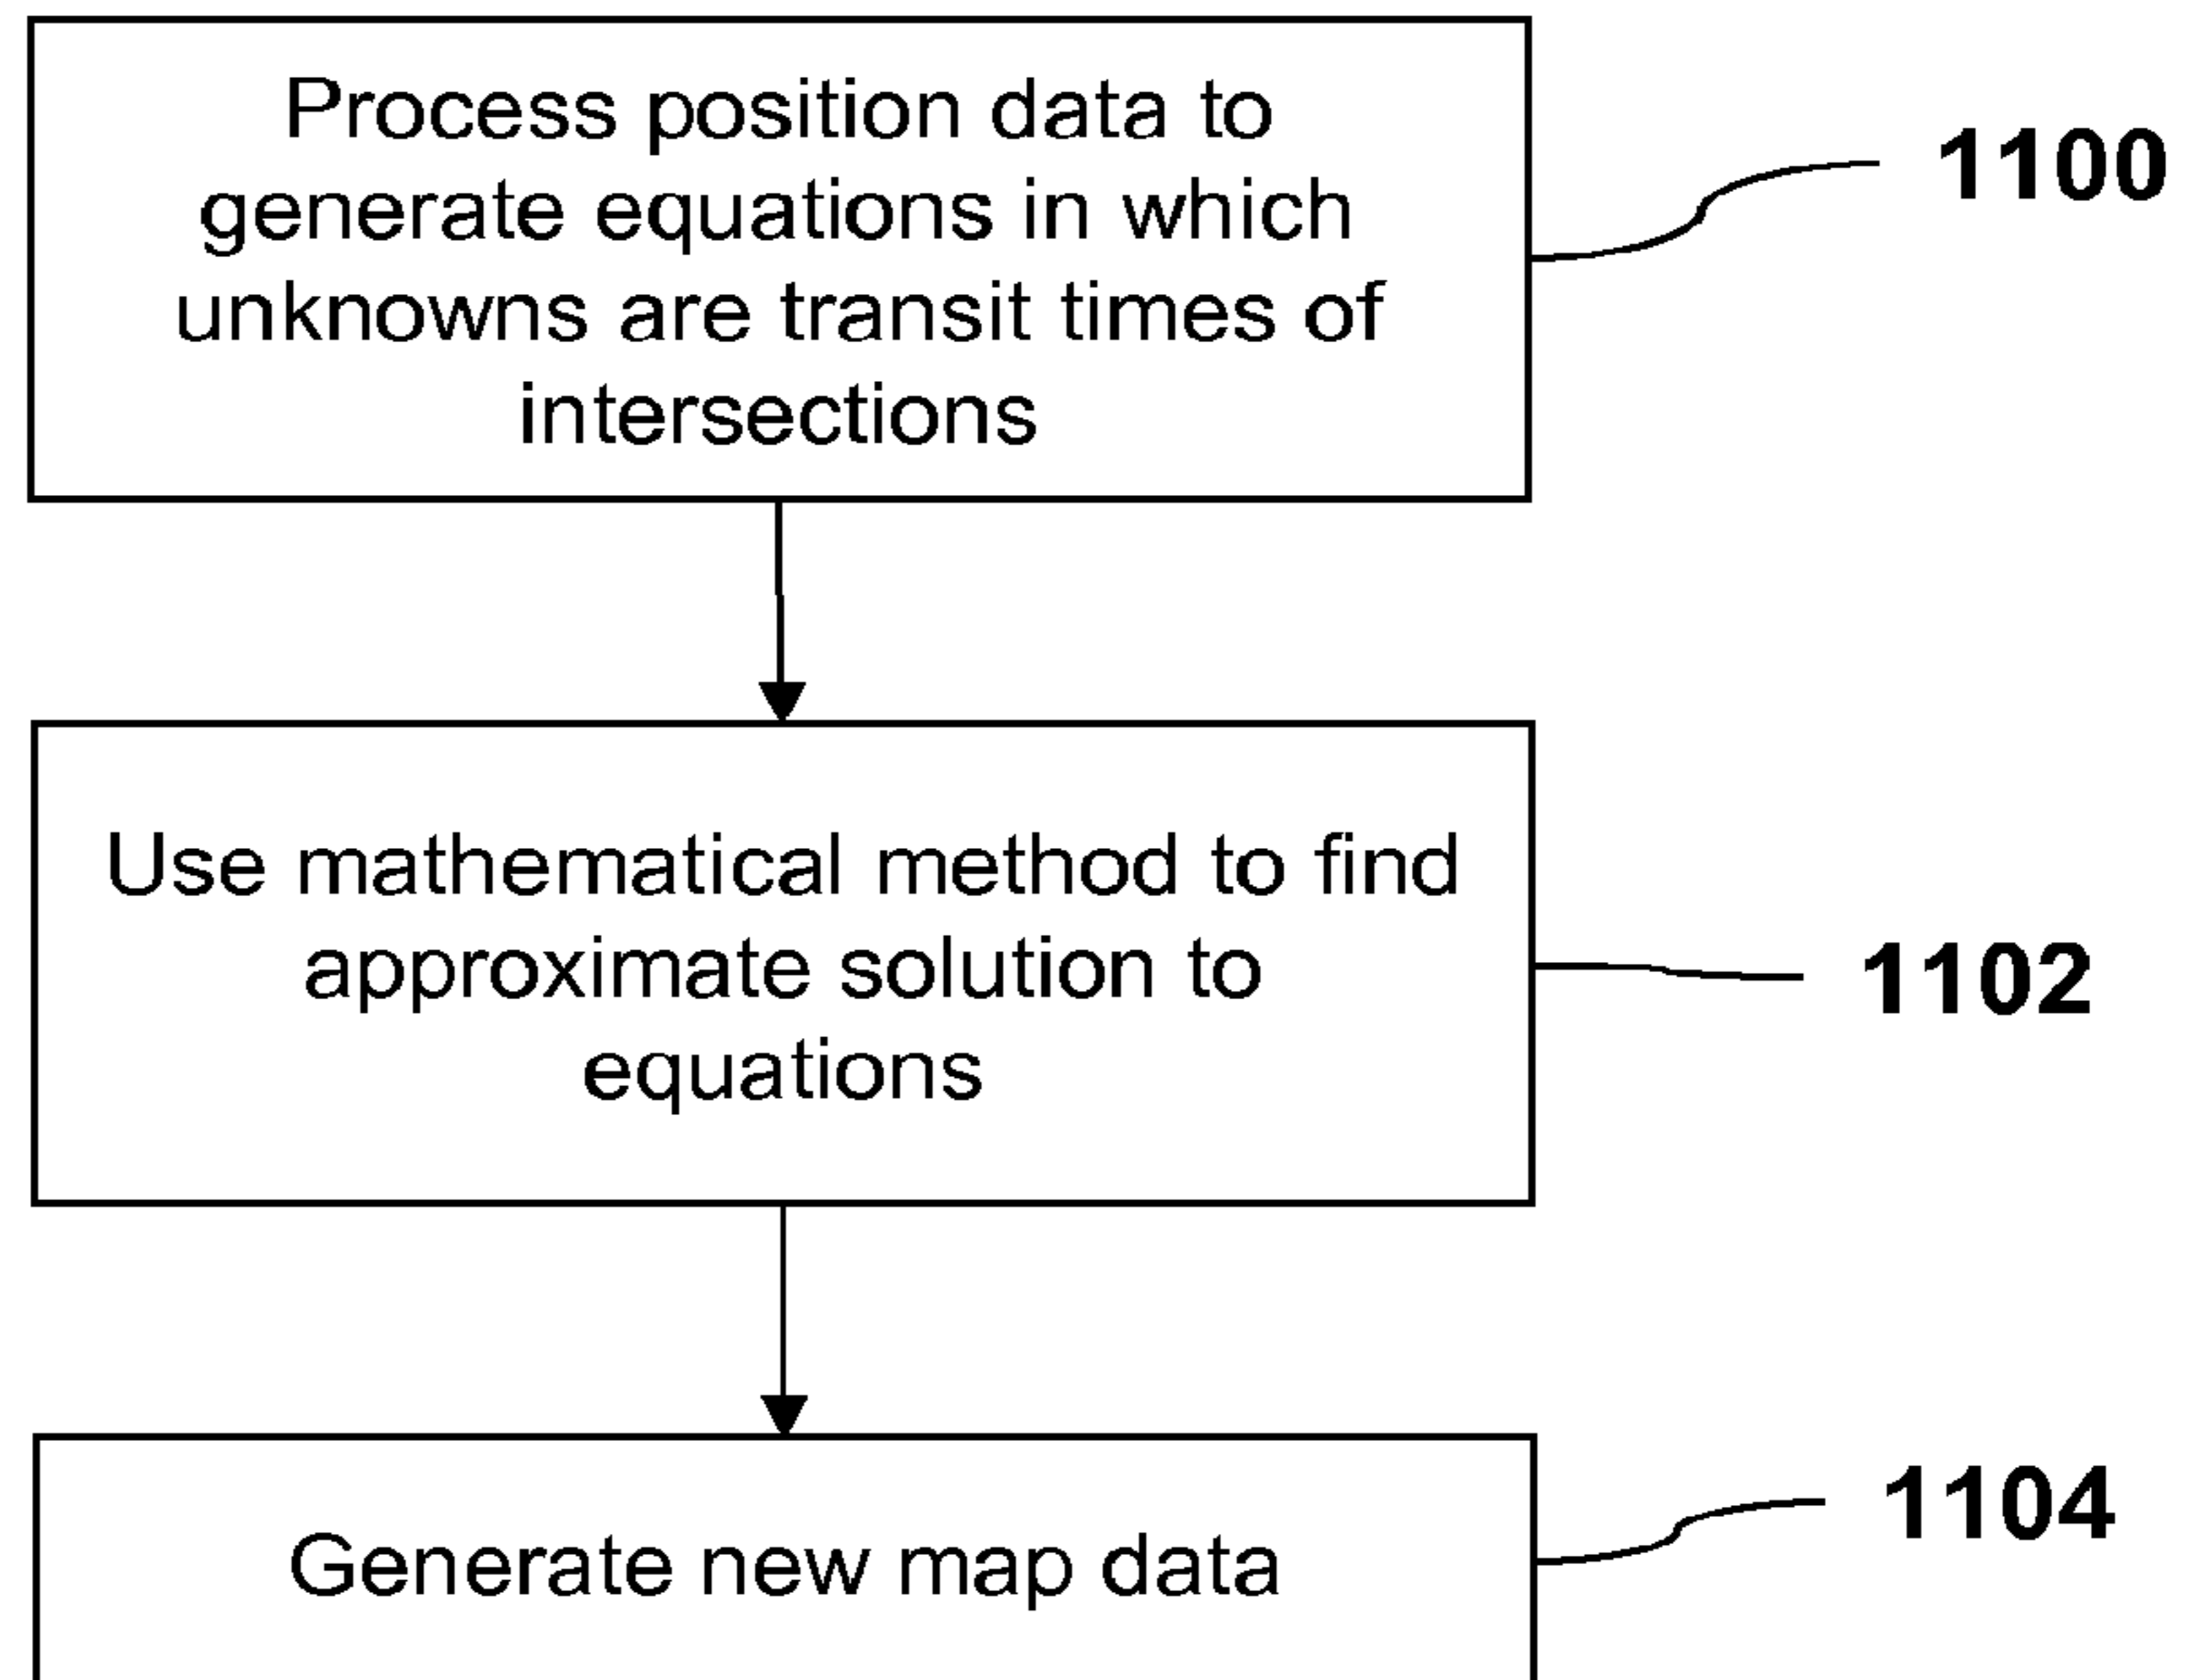 Process position data to
generate equations in which
unknowns are transit times of
intersections
1100
Use mathematical method to find
approximate solution to
equations
1102
Generate new map data
1104